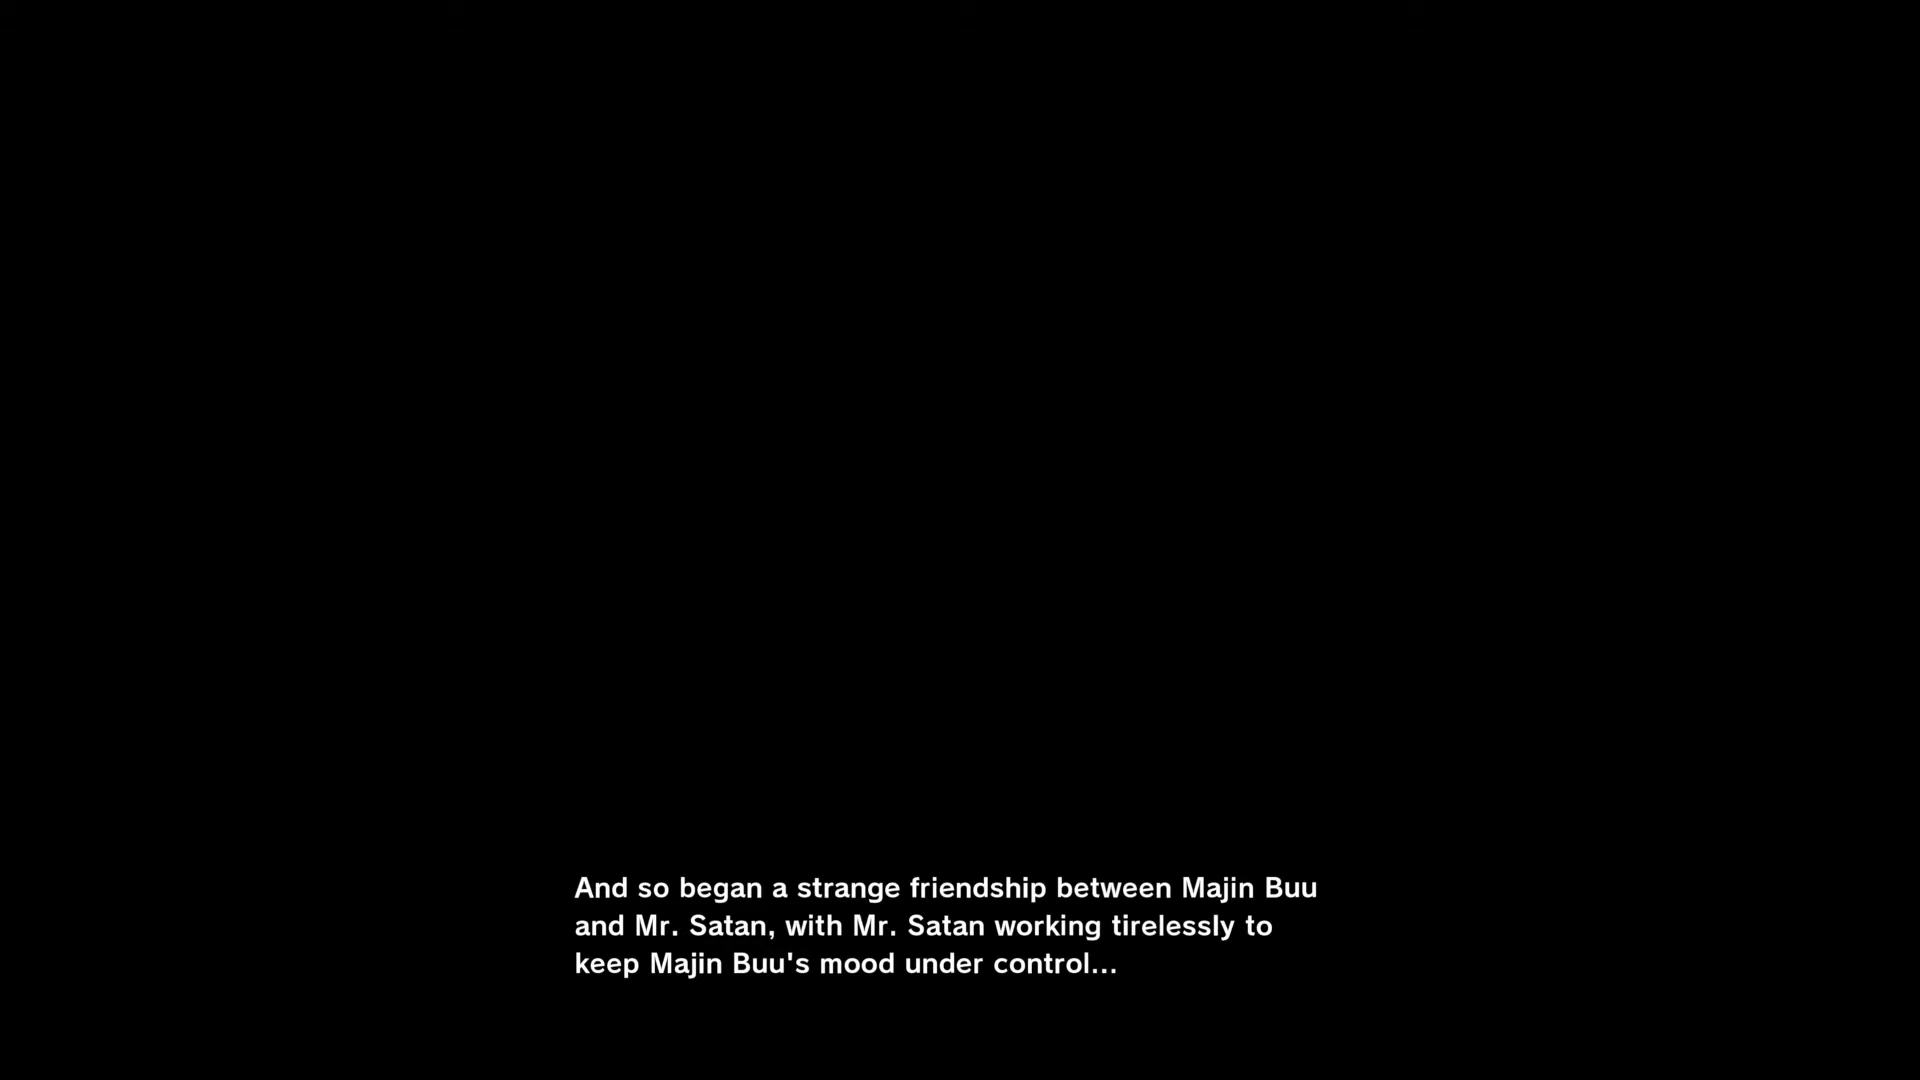 And so began a strange friendship between Majin Buu
and Mr. Satan, with Mr. Satan working tirelessly to
keep Majin Buu's mood under control...